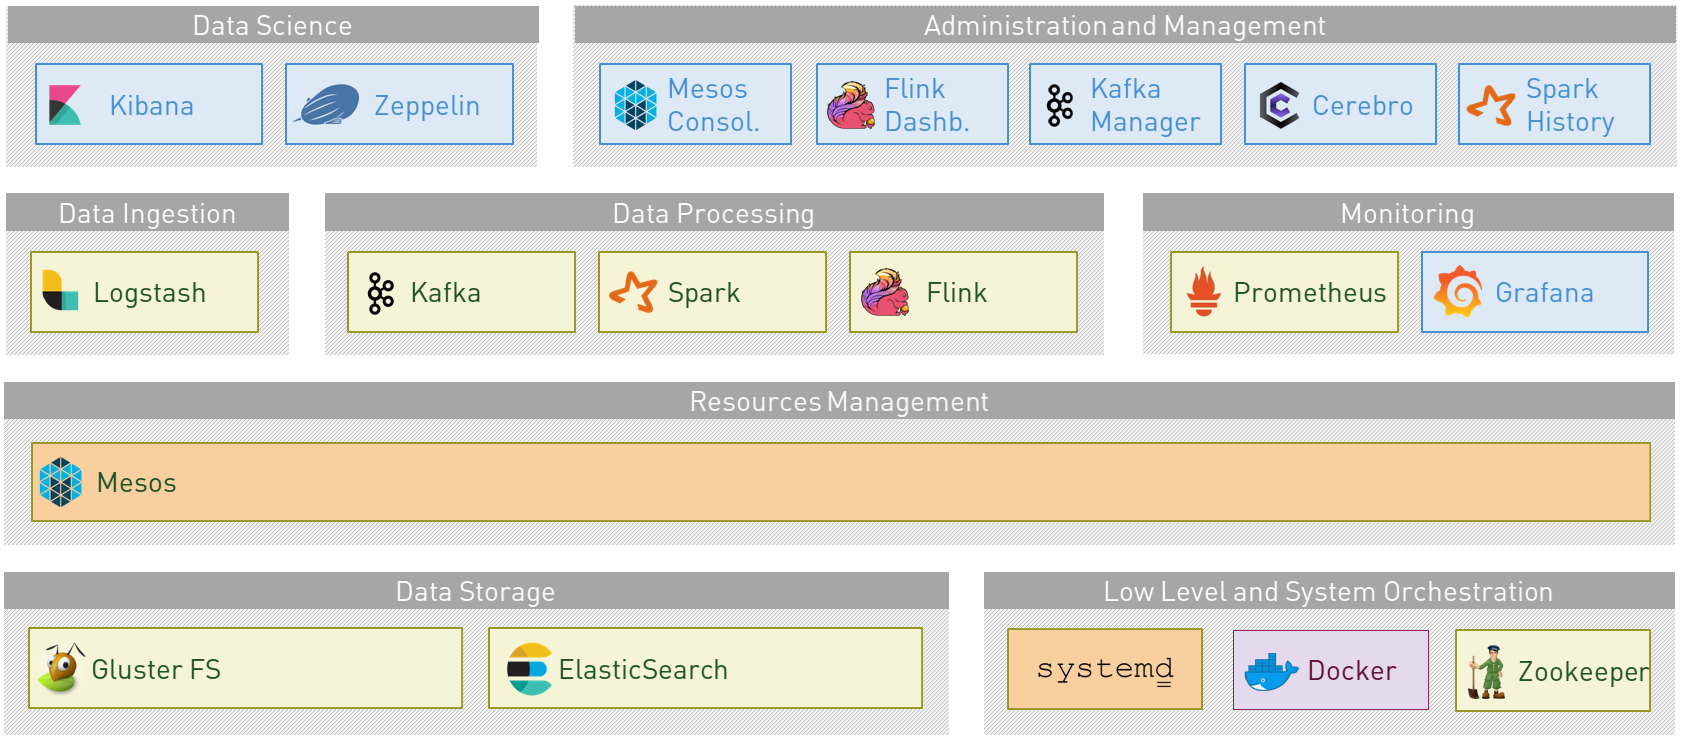 Data Science
Kibana
Zeppelin
Administration and Management
Mesos
Consol.
Flink
Dashb.
Kafka
Manager
Cerebro
Spark
History
Data Ingestion
Logstash
Data Processing
Kafka
Spark
Flink
Monitoring
Prometheus
Grafana
Resources Management
Mesos
Data Storage
Gluster FS
ElasticSearch
Low Level and System Orchestration
systemd
Docker
Zookeeper